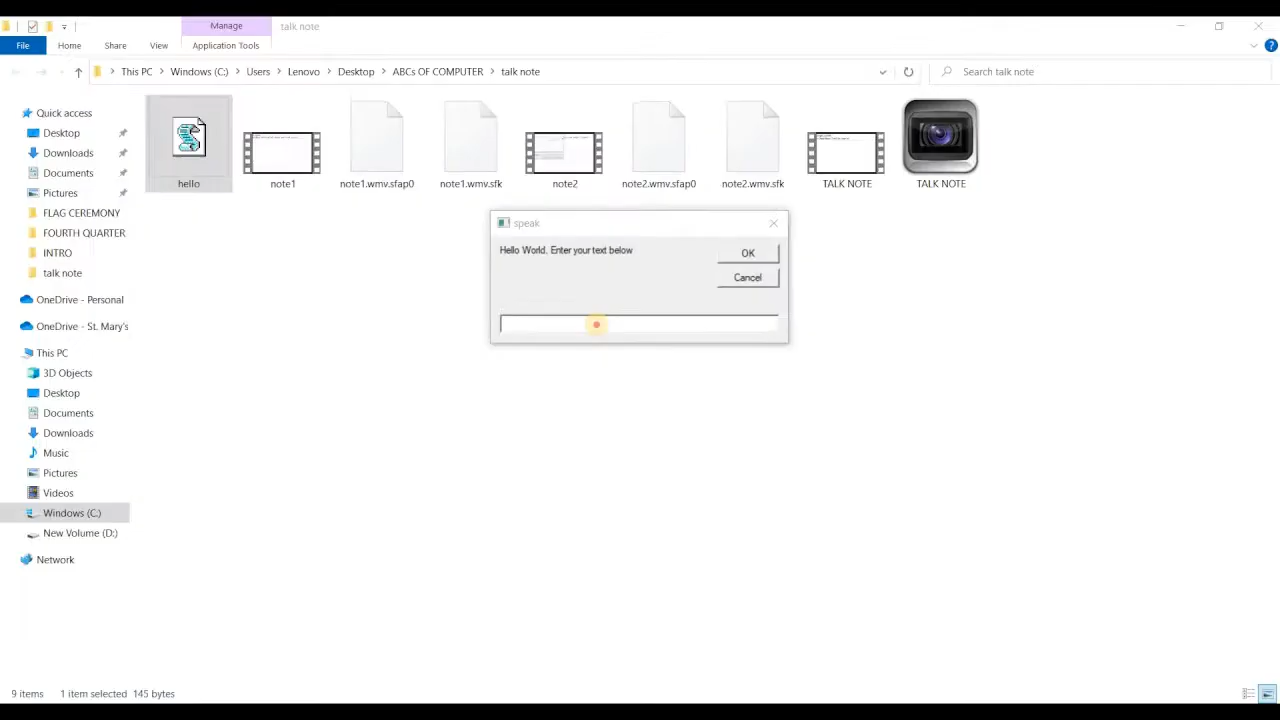 Manage
talk note
File
Home
Share
View
Application Tools
This PC > Windows (C:) > Users > Lenovo > Desktop > ABCs OF COMPUTER > talk note
Search talk note
Quick access
Desktop
Downloads
Documents
Pictures
FLAG CEREMONY
FOURTH QUARTER
INTRO
talk note
OneDrive - Personal
OneDrive - St. Mary's
This PC
3D Objects
Desktop
Documents
Downloads
Music
Pictures
Videos
Windows (C:)
New Volume (D:)
Network
hello
note1
note1.wmv.sfap0
note1.wmv.sfk
note2
note2.wmv.sfap0
note2.wmv.sfk
TALK NOTE
TALK NOTE
speak
Hello World. Enter your text below
OK
Cancel
9 items
1 item selected 145 bytes